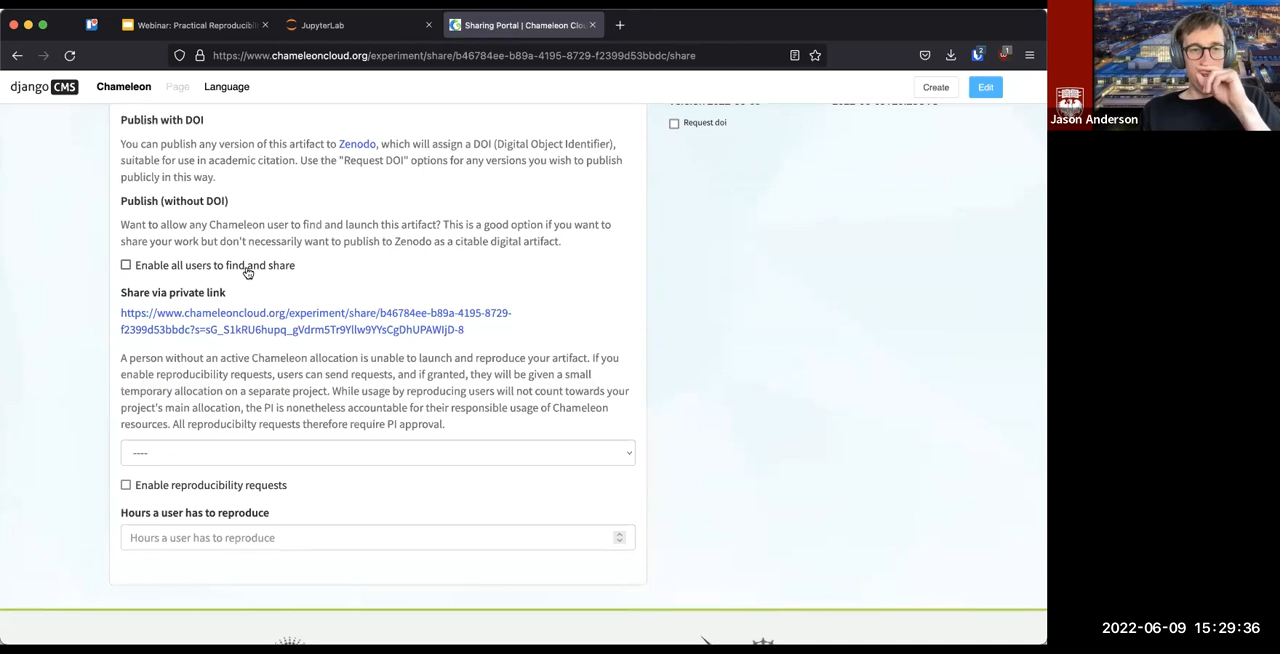 Webinar: Practical Reproducibil
JupyterLab
Sharing Portal | Chameleon Clou
https://www.chameleoncloud.org/experiment/share/b46784ee-b89a-4195-8729-f2399d53bbdc/share
2
1
django CMS
Chameleon
Page
Language
Create
Edit
Request doi
Publish with DOI
You can publish any version of this artifact to Zenodo, which will assign a DOI (Digital Object Identifier),
suitable for use in academic citation. Use the "Request DOI" options for any versions you wish to publish
publicly in this way.
Publish (without DOI)
Want to allow any Chameleon user to find and launch this artifact? This is a good option if you want to
share your work but don't necessarily want to publish to Zenodo as a citable digital artifact.
Enable all users to find and share
Share via private link
https://www.chameleoncloud.org/experiment/share/b46784ee-b89a-4195-8729-
f2399d53bbdc?s=sG_S1kRU6hupq_gVdrm5Tr9Yllw9YYsCgDhUPAWIjD-8
A person without an active Chameleon allocation is unable to launch and reproduce your artifact. If you
enable reproducibility requests, users can send requests, and if granted, they will be given a small
temporary allocation on a separate project. While usage by reproducing users will not count towards your
project's main allocation, the PI is nonetheless accountable for their responsible usage of Chameleon
resources. All reproducibilty requests therefore require PI approval.
----
Enable reproducibility requests
Hours a user has to reproduce
Hours a user has to reproduce
Jason Anderson
2022-06-09 15:29:36